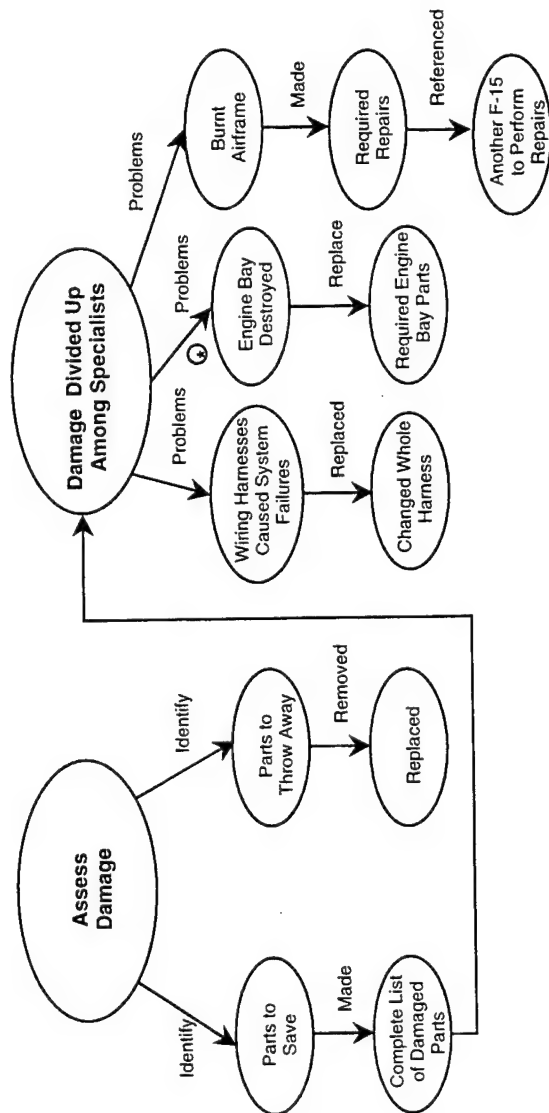 Assess
Damage
Identify
Identify
Parts to
Save
Parts to
Throw Away
Made
Removed
Complete List
of Damaged
Parts
Replaced
Damage Divided Up
Among Specialists
Problems
Problems
Problems
*
Wiring Harnesses
Caused System
Failures
Engine Bay
Destroyed
Burnt
Airframe
Replaced
Replace
Made
Changed Whole
Harness
Required Engine
Bay Parts
Required
Repairs
Referenced
Another F-15
to Perform
Repairs